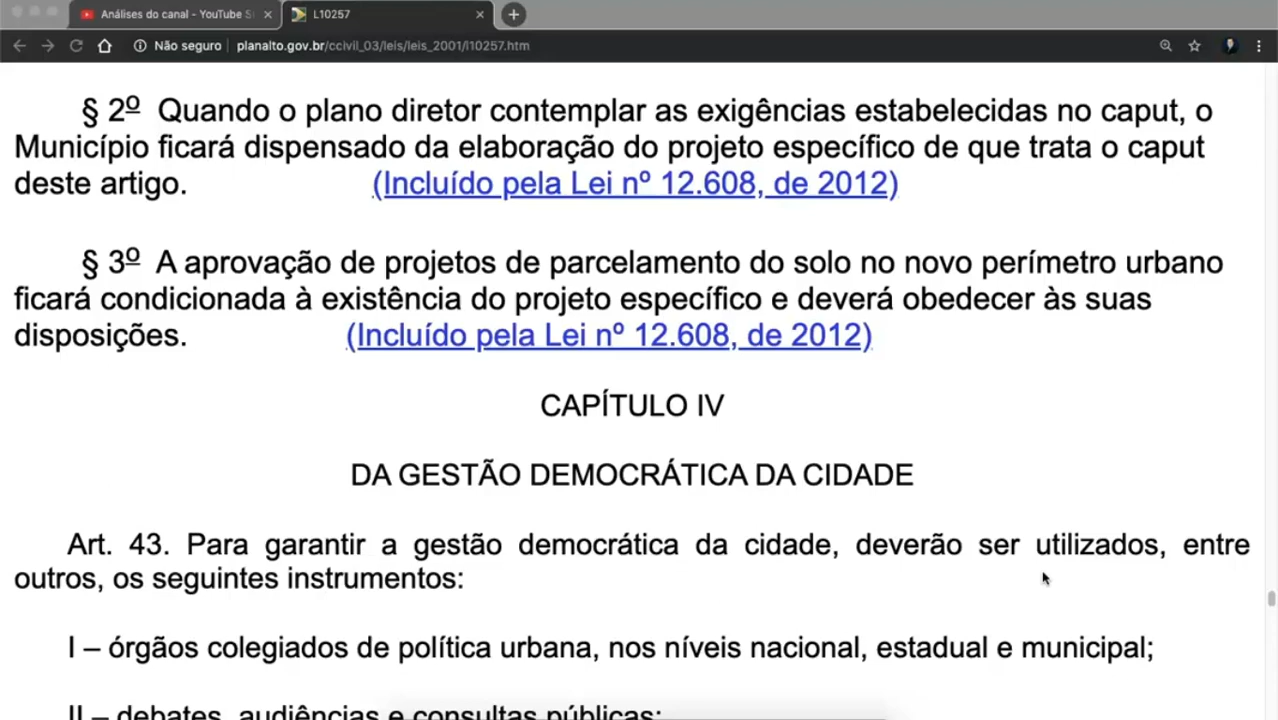 Análises do canal - YouTube S
L10257
Não seguro
planalto.gov.br/ccivil_03/leis/leis_2001/l10257.htm
§ 2º Quando o plano diretor contemplar as exigências estabelecidas no caput, o
Município ficará dispensado da elaboração do projeto específico de que trata o caput
deste artigo. (Incluído pela Lei nº 12.608, de 2012)
§ 3º A aprovação de projetos de parcelamento do solo no novo perímetro urbano
ficará condicionada à existência do projeto específico e deverá obedecer às suas
disposições. (Incluído pela Lei nº 12.608, de 2012)
CAPÍTULO IV
DA GESTÃO DEMOCRÁTICA DA CIDADE
Art. 43. Para garantir a gestão democrática da cidade, deverão ser utilizados, entre
outros, os seguintes instrumentos:
I – órgãos colegiados de política urbana, nos níveis nacional, estadual e municipal;
II – debates, audiências e consultas públicas;